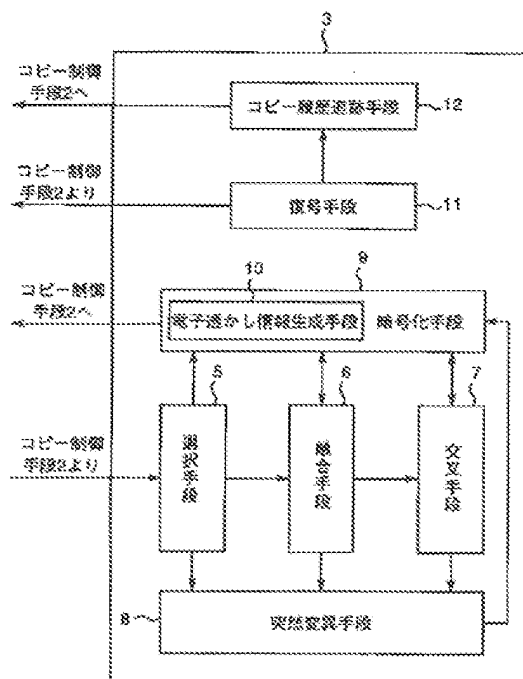 3
コピー制御
手段2へ
コピー履歴追跡手段
12
コピー制御
手段2より
復号手段
11
10
9
コピー制御
手段2へ
電子透かし情報生成手段
暗号化手段
5
6
7
コピー制御
手段2より
選択手段
融合手段
交叉手段
8
突然変異手段